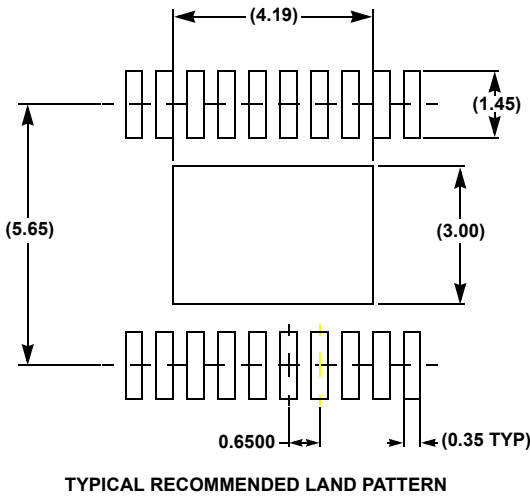 (4.19)
(1.45)
(5.65)
(3.00)
0.6500
(0.35 TYP)
TYPICAL RECOMMENDED LAND PATTERN